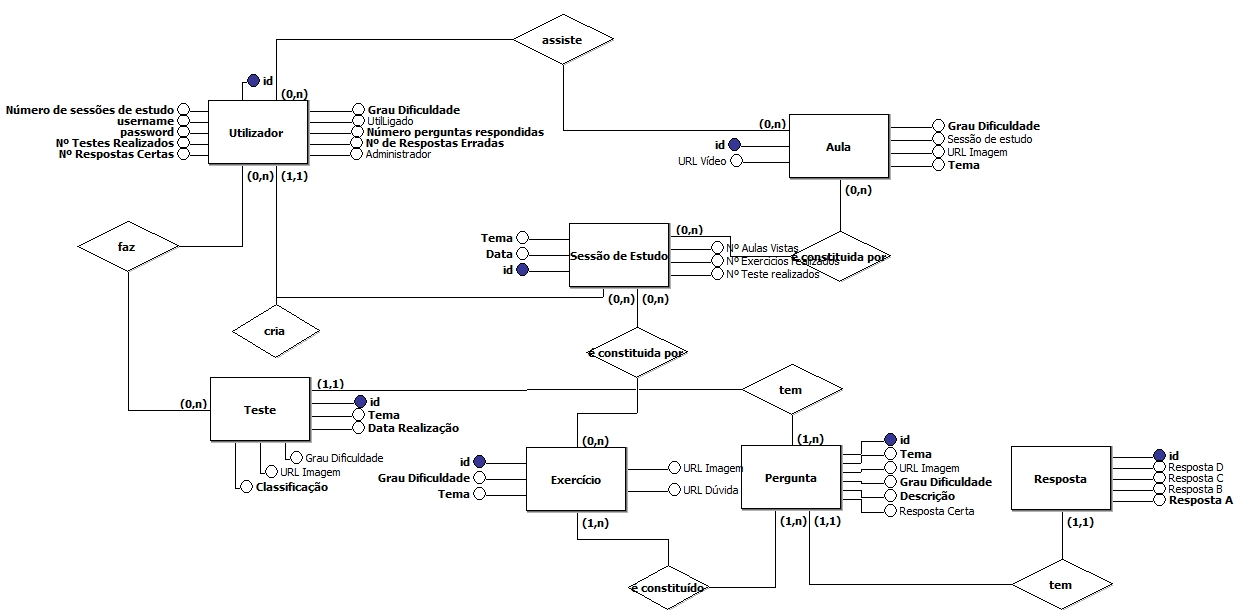 assiste
id
(0,n)
Número de sessões de estudo
username
password
Nº Testes Realizados
Nº Respostas Certas
Utilizador
Grau Dificuldade
UtilLigado
Número perguntas respondidas
Nº de Respostas Erradas
Administrador
(0,n)
(1,1)
(0,n)
id
URL Vídeo
Aula
Grau Dificuldade
Sessão de estudo
URL Imagem
Tema
(0,n)
faz
Tema
Data
id
Sessão de Estudo
(0,n)
Nº Aulas Vistas
Nº Exercicios realizados
Nº Teste realizados
é constituida por
(0,n)
(0,n)
cria
é constituida por
(0,n)
Teste
(1,1)
id
Tema
Data Realização
Grau Dificuldade
URL Imagem
Classificação
tem
(0,n)
id
Grau Dificuldade
Tema
Exercício
URL Imagem
URL Dúvida
(1,n)
(1,n)
Pergunta
id
Tema
URL Imagem
Grau Dificuldade
Descrição
Resposta Certa
(1,n)
(1,1)
Resposta
id
Resposta D
Resposta C
Resposta B
Resposta A
(1,1)
é constituído
tem